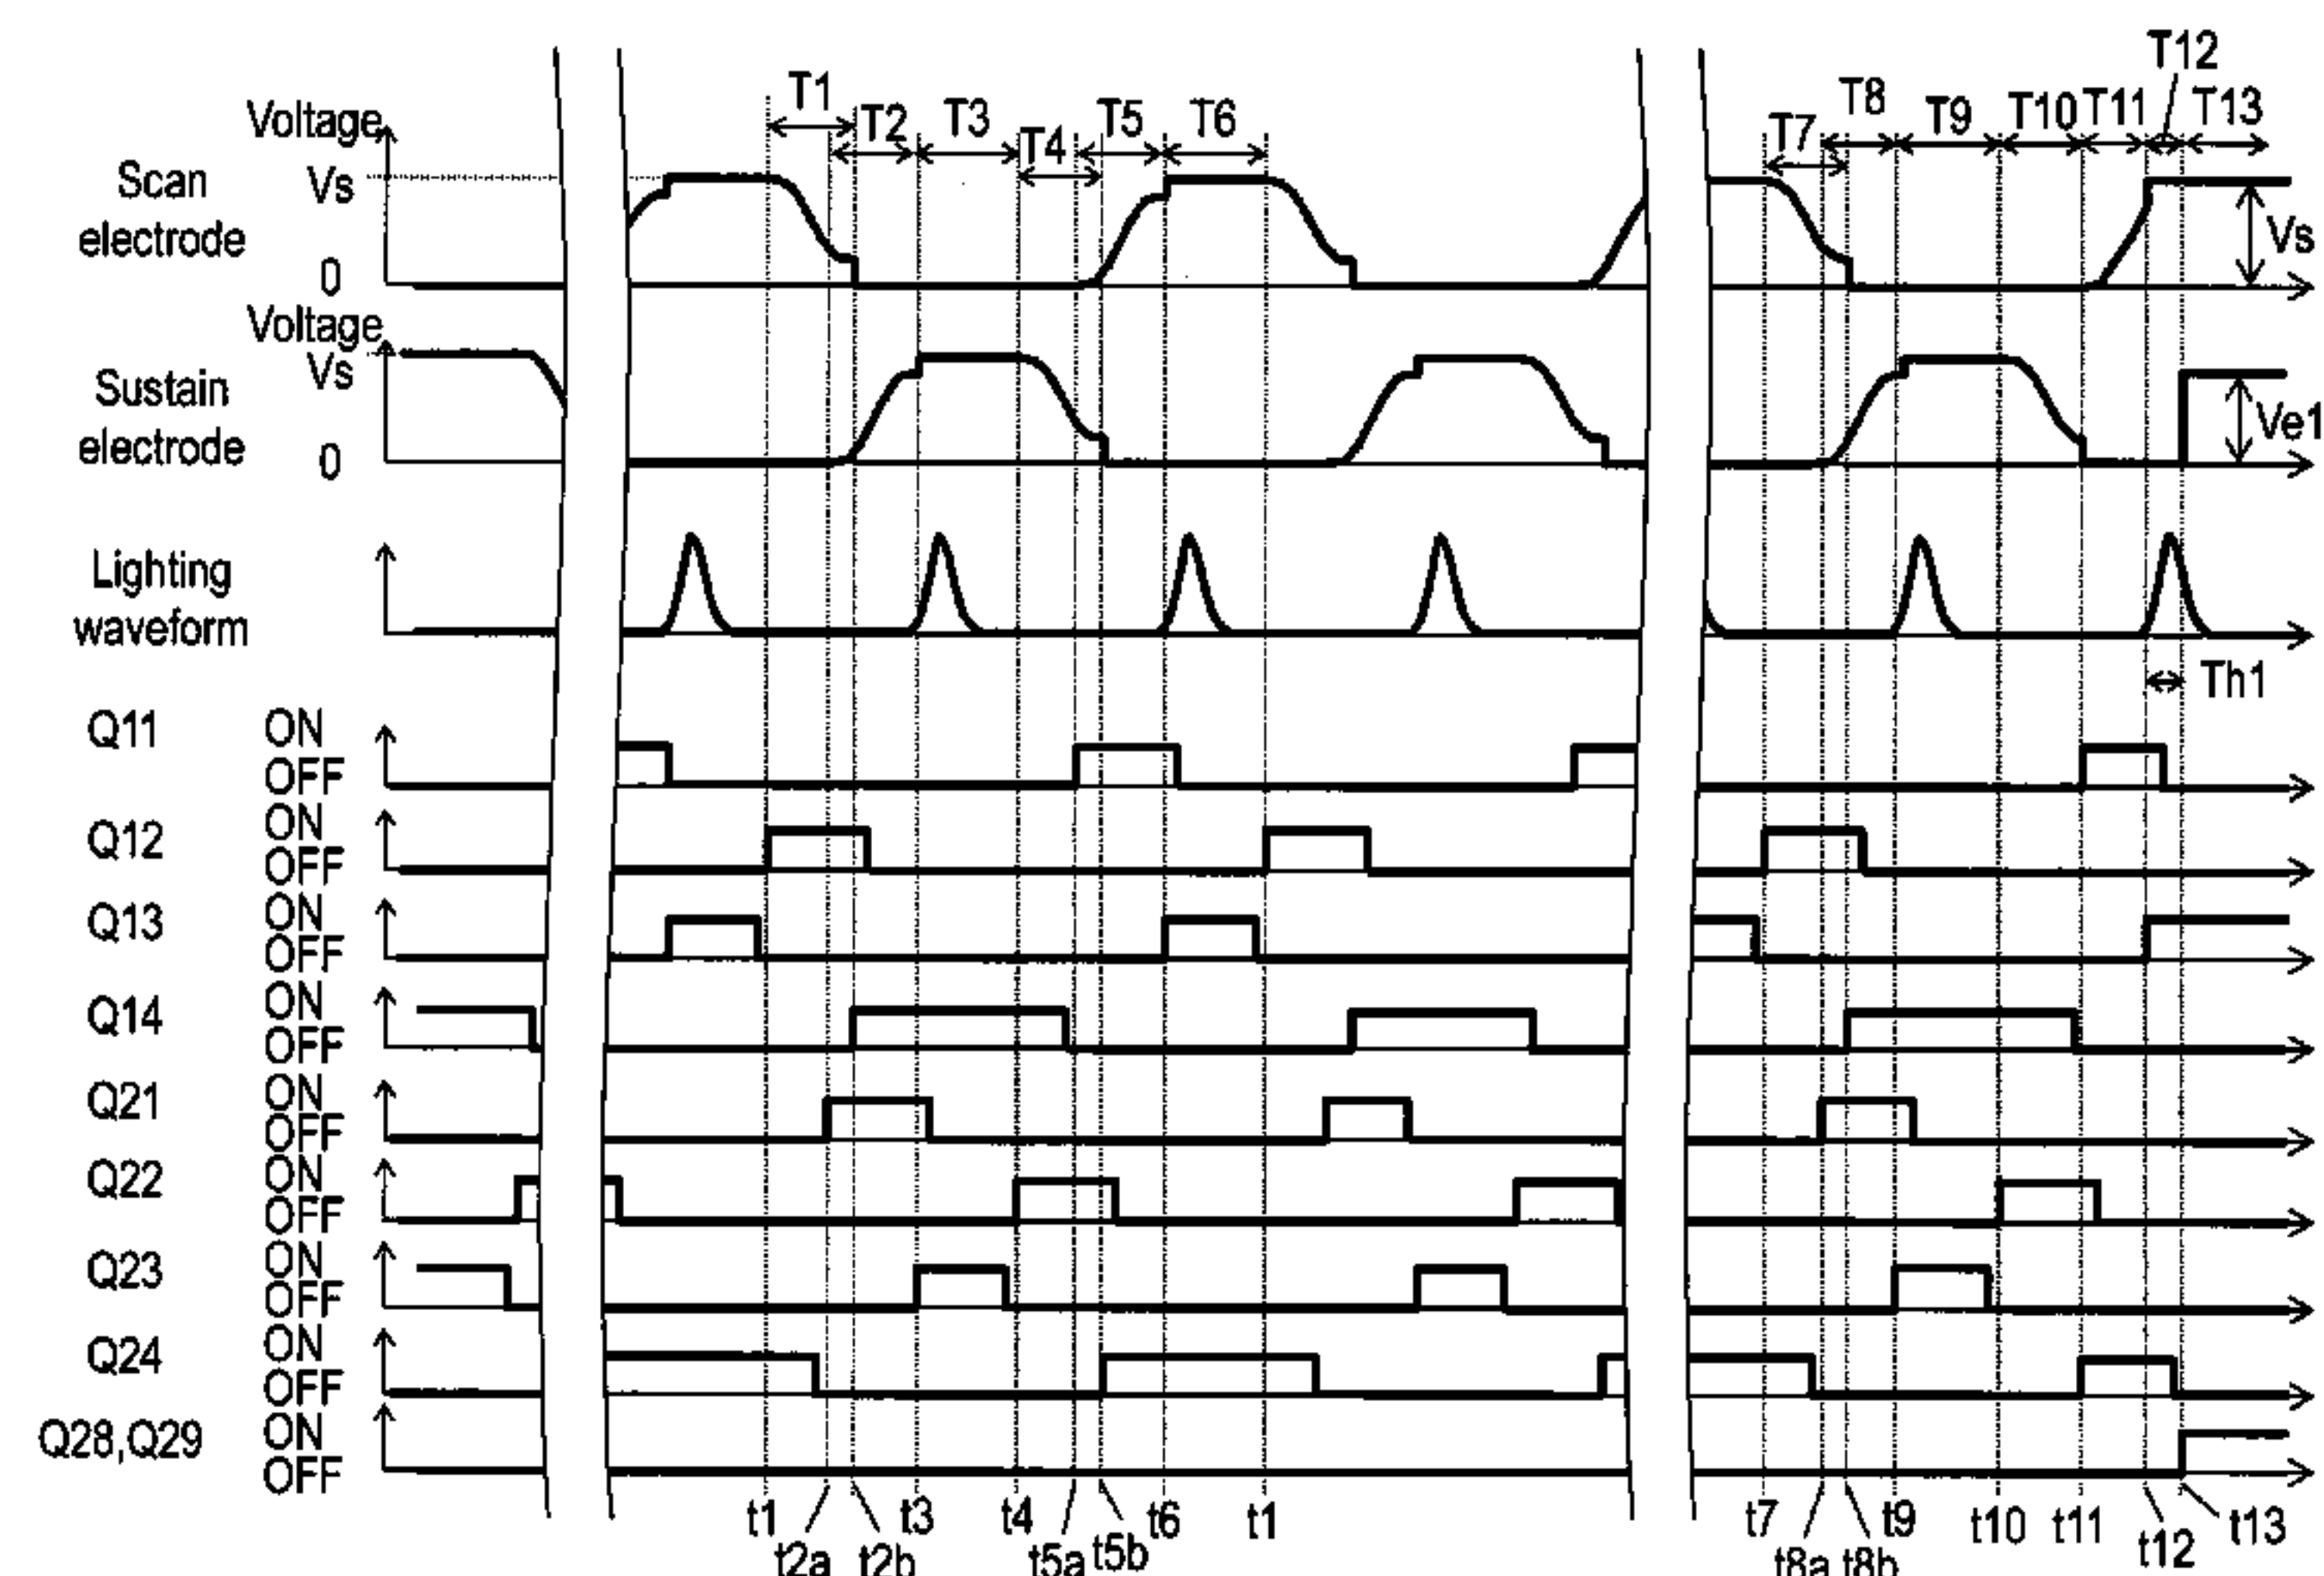 T12
T1 T8 T11 T13
T2 T3 T4 T5 T6 T7 T9 T10
Voltage
Scan electrode
Vs
0
Vs
Voltage
Sustain electrode
Vs
0
Ve1
Lighting waveform
Th1
Q11 ON OFF
Q12 ON OFF
Q13 ON OFF
Q14 ON OFF
Q21 ON OFF
Q22 ON OFF
Q23 ON OFF
Q24 ON OFF
Q28,Q29 ON OFF
t1 t3 t4 t6 t1 t7 t9 t10 t11 t13
t2a t2b t5a t5b t8a t8b t12